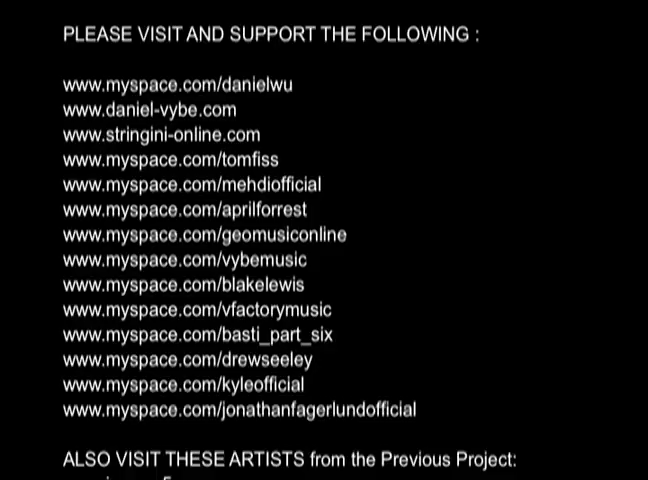 PLEASE VISIT AND SUPPORT THE FOLLOWING :
www.myspace.com/danielwu
www.daniel-vybe.com
www.stringini-online.com
www.myspace.com/tomfiss
www.myspace.com/mehdiofficial
www.myspace.com/aprilforrest
www.myspace.com/geomusiconline
www.myspace.com/vybemusic
www.myspace.com/blakelewis
www.myspace.com/vfactorymusic
www.myspace.com/basti_part_six
www.myspace.com/drewseeley
www.myspace.com/kyleofficial
www.myspace.com/jonathanfagerlundofficial
ALSO VISIT THESE ARTISTS from the Previous Project: